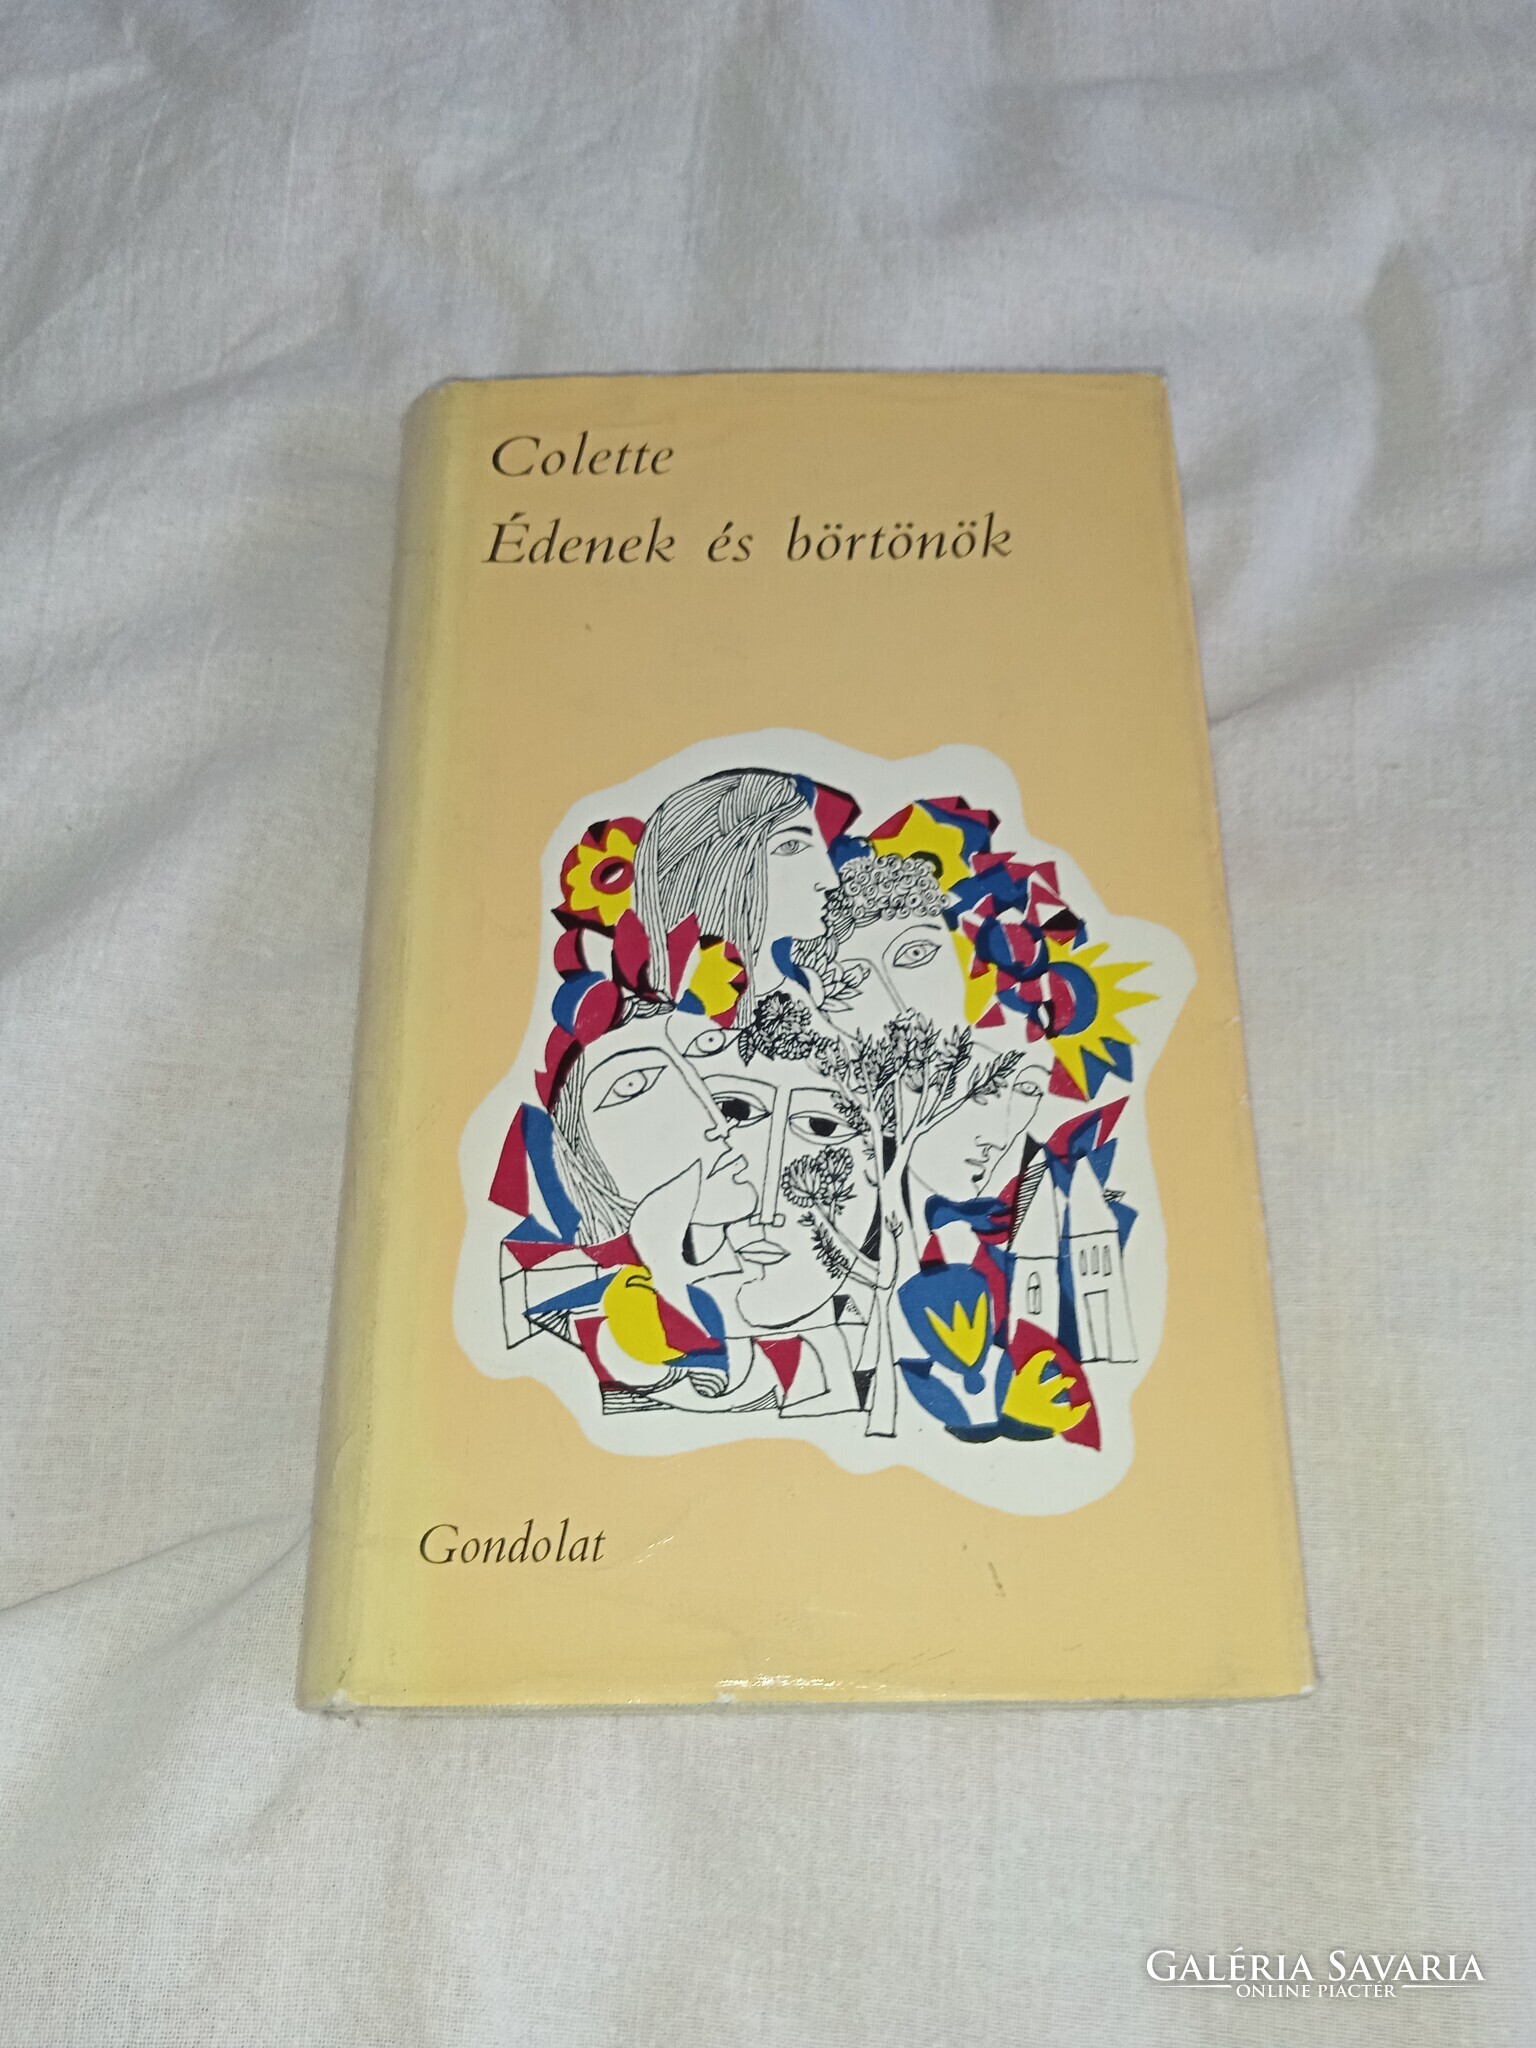 Colette
Édenek és börtönök
Gondolat
GALÉRIA SAVARIA
ONLINE PIACTÉR